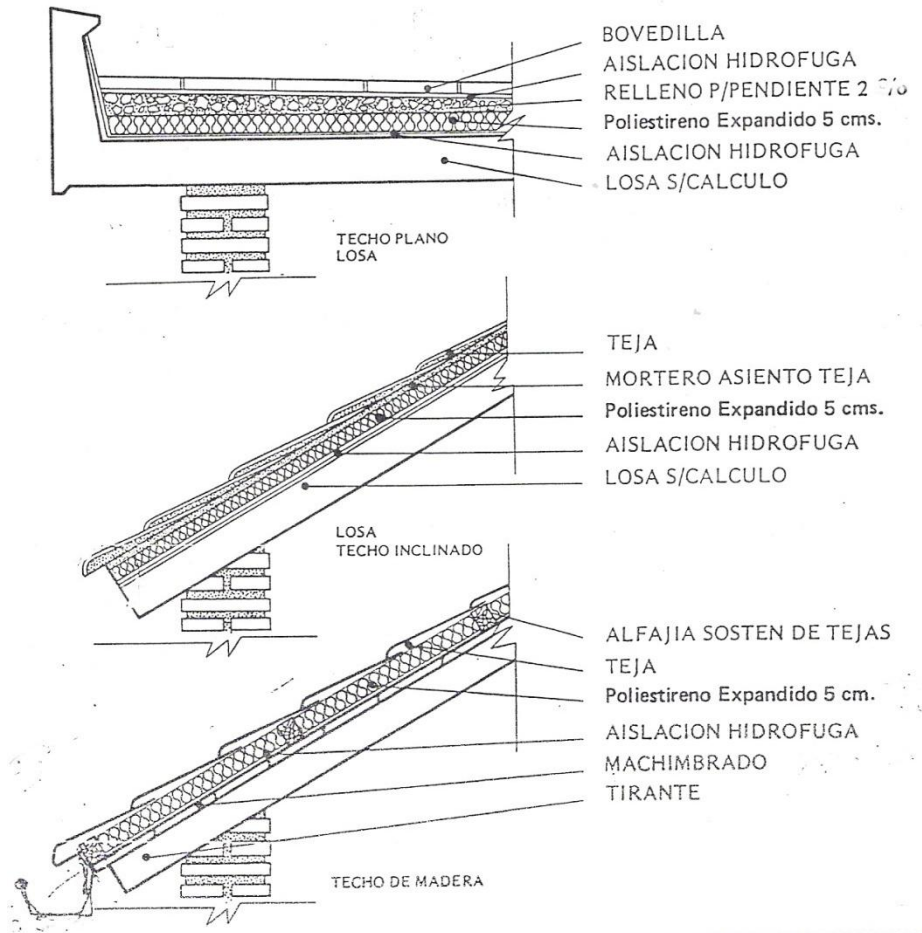 BOVEDILLA
AISLACION HIDROFUGA
RELLENO P/PENDIENTE 2 %
Poliestireno Expandido 5 cms.
AISLACION HIDROFUGA
LOSA S/CALCULO
TECHO PLANO
LOSA
TEJA
MORTERO ASIENTO TEJA
Poliestireno Expandido 5 cms.
AISLACION HIDROFUGA
LOSA S/CALCULO
LOSA
TECHO INCLINADO
ALFAJIA SOSTEN DE TEJAS
TEJA
Poliestireno Expandido 5 cm.
AISLACION HIDROFUGA
MACHIMBRADO
TIRANTE
TECHO DE MADERA